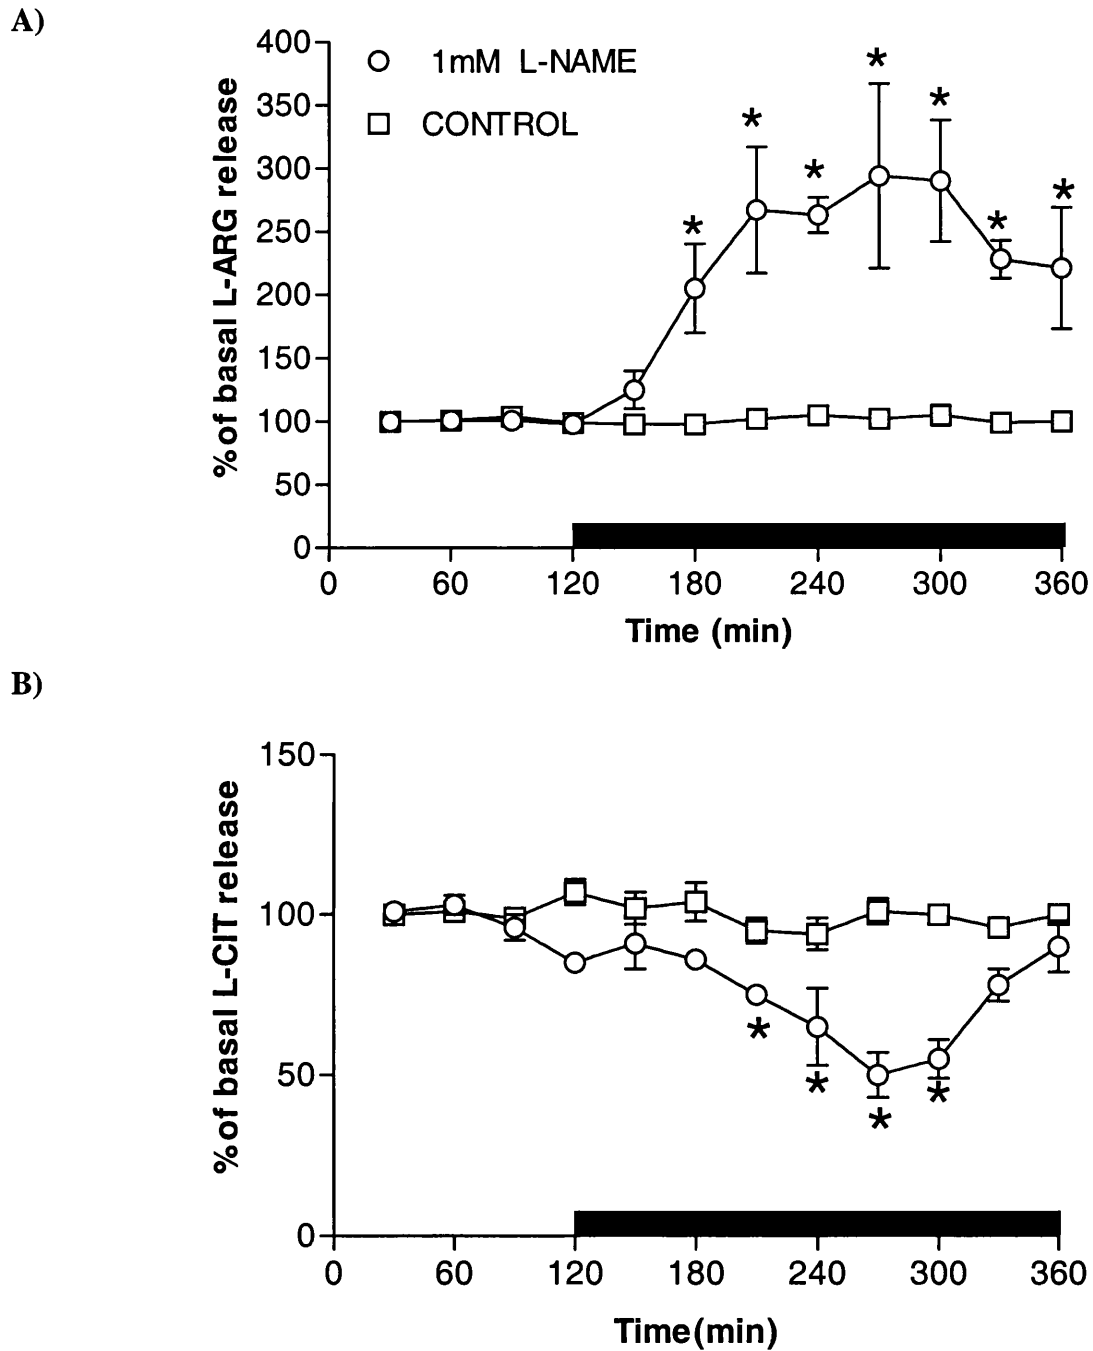 A)
400
350
300
250
200
150
100
50
0
% of basal L-ARG release
1mM L-NAME
CONTROL
*
*
*
*
*
*
*
0 60 120 180 240 300 360
Time (min)
B)
150
100
50
0
% of basal L-CIT release
*
*
*
*
0 60 120 180 240 300 360
Time(min)